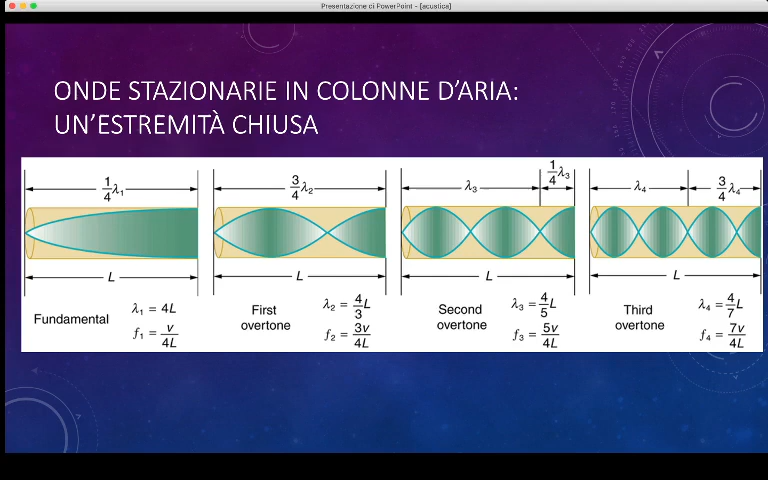 Presentazione di PowerPoint - [acustica]
ONDE STAZIONARIE IN COLONNE D'ARIA:
UN'ESTREMITÀ CHIUSA
1/4 λ₁
3/4 λ₂
λ₃
1/4 λ₃
λ₄
3/4 λ₄
L
L
L
L
Fundamental
λ₁ = 4L
f₁ = v/4L
First
overtone
λ₂ = 4/3 L
f₂ = 3v/4L
Second
overtone
λ₃ = 4/5 L
f₃ = 5v/4L
Third
overtone
λ₄ = 4/7 L
f₄ = 7v/4L